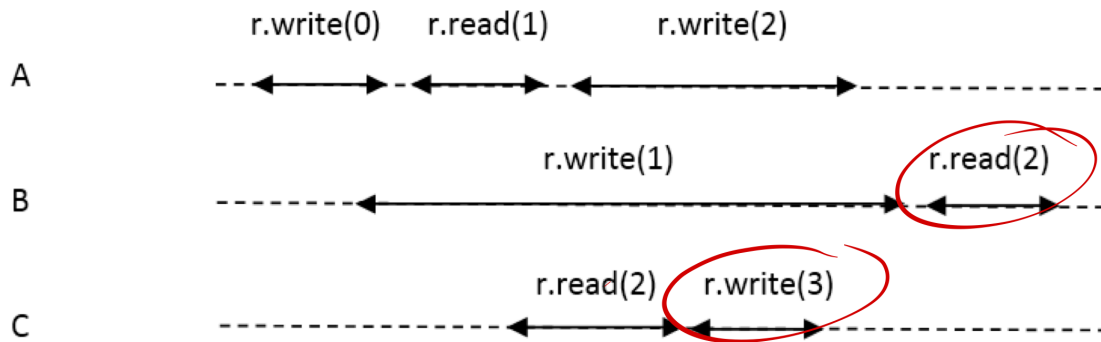 r.write(0) r.read(1) r.write(2)
A
r.write(1) r.read(2)
B
r.read(2) r.write(3)
C